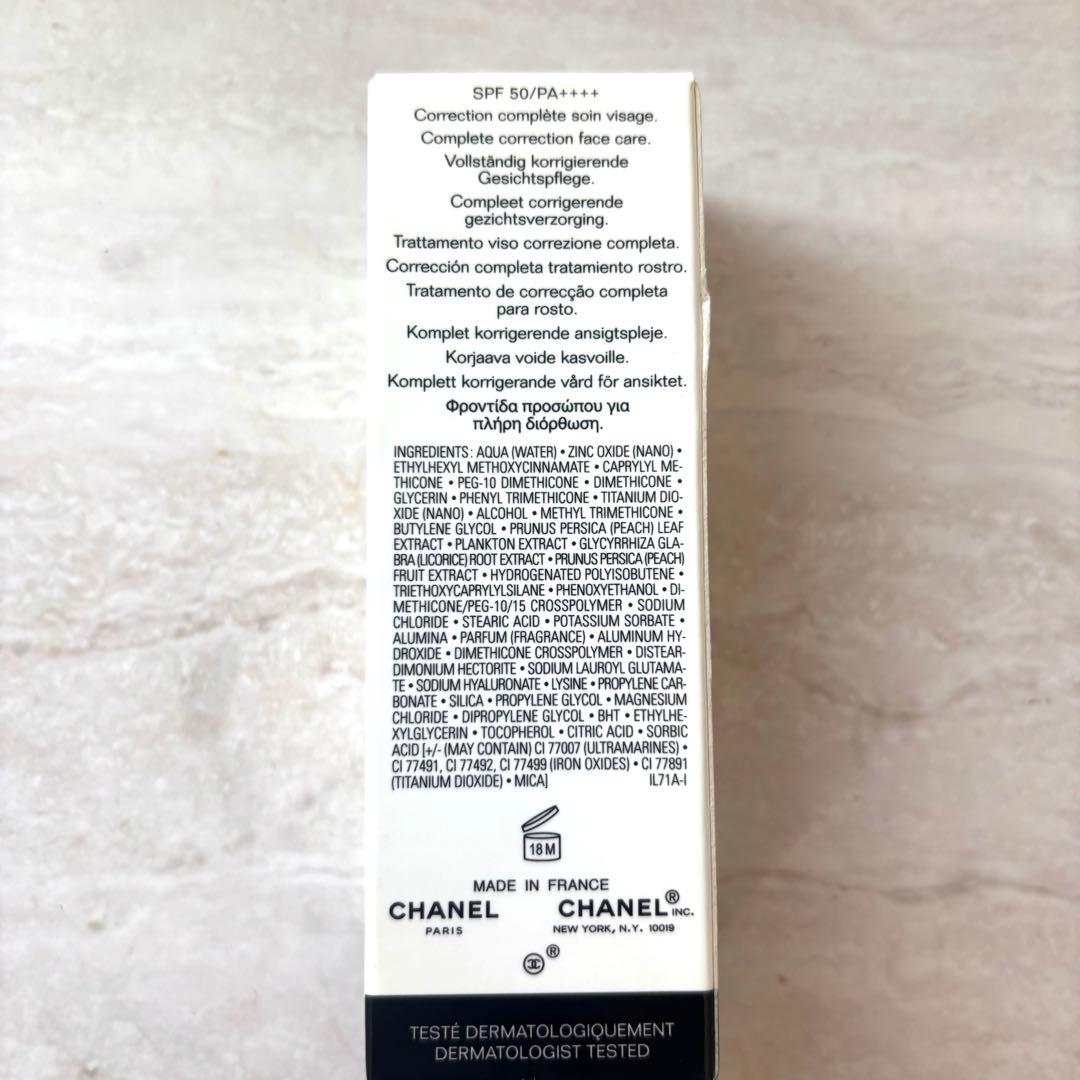 SPF 50/PA++++
Correction complète soin visage.
Complete correction face care.
Vollständig korrigierende
Gesichtspflege.
Compleet corrigerende
gezichtsverzorging.
Trattamento viso correzione completa.
Corrección completa tratamiento rostro.
Tratamento de correcção completa
para rosto.
Komplet korrigerende ansigtspleje.
Korjaava voide kasvoille.
Komplett korrigerande vård för ansiktet.
Φροντίδα προσώπου για
πλήρη διόρθωση.
INGREDIENTS: AQUA (WATER) • ZINC OXIDE (NANO) •
ETHYLHEXYL METHOXYCINNAMATE • CAPRYLYL ME-
THICONE • PEG-10 DIMETHICONE • DIMETHICONE •
GLYCERIN • PHENYL TRIMETHICONE • TITANIUM DIO-
XIDE (NANO) • ALCOHOL • METHYL TRIMETHICONE •
BUTYLENE GLYCOL • PRUNUS PERSICA (PEACH) LEAF
EXTRACT • PLANKTON EXTRACT • GLYCYRRHIZA GLA-
BRA (LICORICE) ROOT EXTRACT • PRUNUS PERSICA (PEACH)
FRUIT EXTRACT • HYDROGENATED POLYISOBUTENE •
TRIETHOXYCAPRYLYLSILANE • PHENOXYETHANOL • DI-
METHICONE/PEG-10/15 CROSSPOLYMER • SODIUM
CHLORIDE • STEARIC ACID • POTASSIUM SORBATE •
ALUMINA • PARFUM (FRAGRANCE) • ALUMINUM HY-
DROXIDE • DIMETHICONE CROSSPOLYMER • DISTEAR-
DIMONIUM HECTORITE • SODIUM LAUROYL GLUTAMA-
TE • SODIUM HYALURONATE • LYSINE • PROPYLENE CAR-
BONATE • SILICA • PROPYLENE GLYCOL • MAGNESIUM
CHLORIDE • DIPROPYLENE GLYCOL • BHT • ETHYLHE-
XYLGLYCERIN • TOCOPHEROL • CITRIC ACID • SORBIC
ACID [+/- (MAY CONTAIN) CI 77007 (ULTRAMARINES) •
CI 77491, CI 77492, CI 77499 (IRON OXIDES) • CI 77891
(TITANIUM DIOXIDE) • MICA] IL71A-I
18 M
MADE IN FRANCE
CHANEL CHANEL® INC.
PARIS NEW YORK, N.Y. 10019
®
TESTÉ DERMATOLOGIQUEMENT
DERMATOLOGIST TESTED